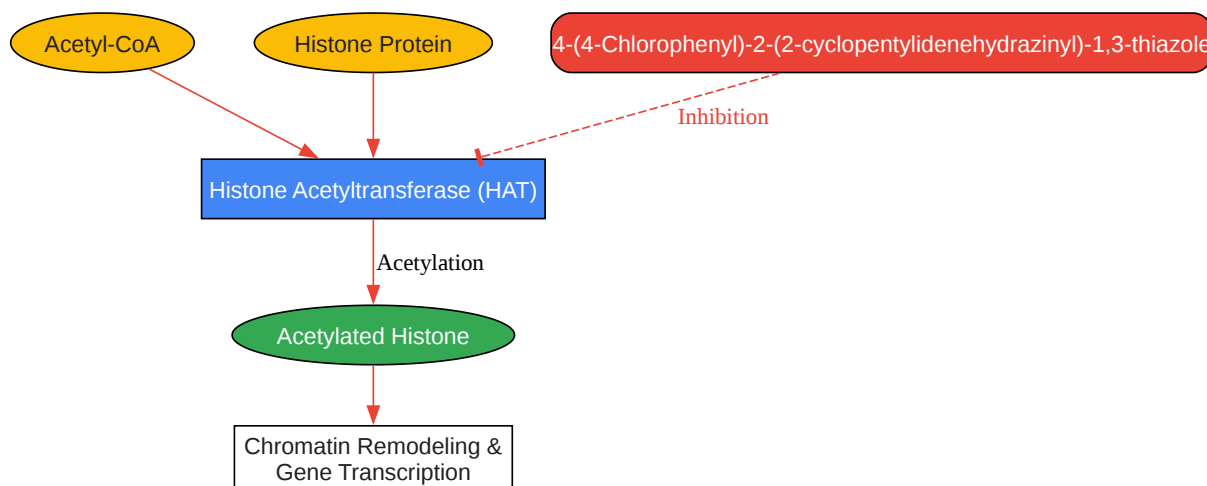 Acetyl-CoA
Histone Protein
4-(4-Chlorophenyl)-2-(2-cyclopentylidenehydrazinyl)-1,3-thiazole
Inhibition
Histone Acetyltransferase (HAT)
Acetylation
Acetylated Histone
Chromatin Remodeling &
Gene Transcription